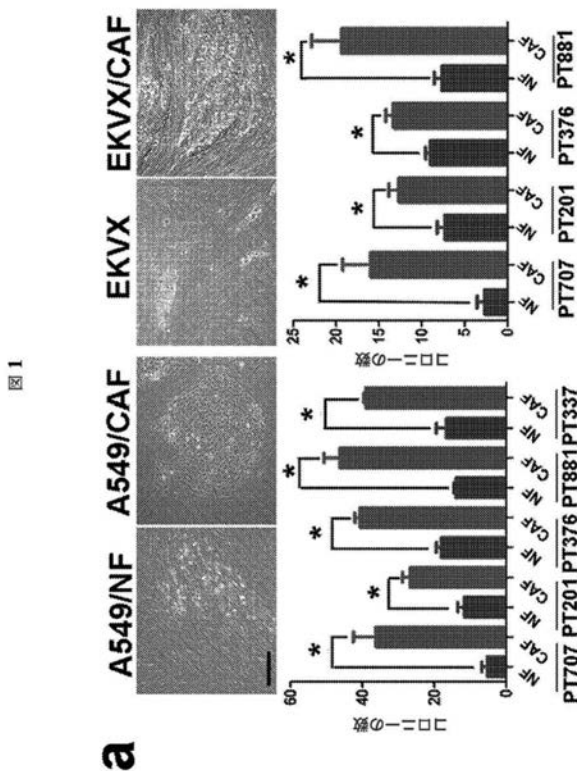 図 1
a
A549/NF A549/CAF EKVX EKVX/CAF
コロニーの数
60
40
20
0
* * * * *
NF CAF NF CAF NF CAF NF CAF NF CAF
PT707 PT201 PT376 PT881 PT337
コロニーの数
25
20
15
10
5
0
* * * *
NF CAF NF CAF NF CAF NF CAF
PT707 PT201 PT376 PT881